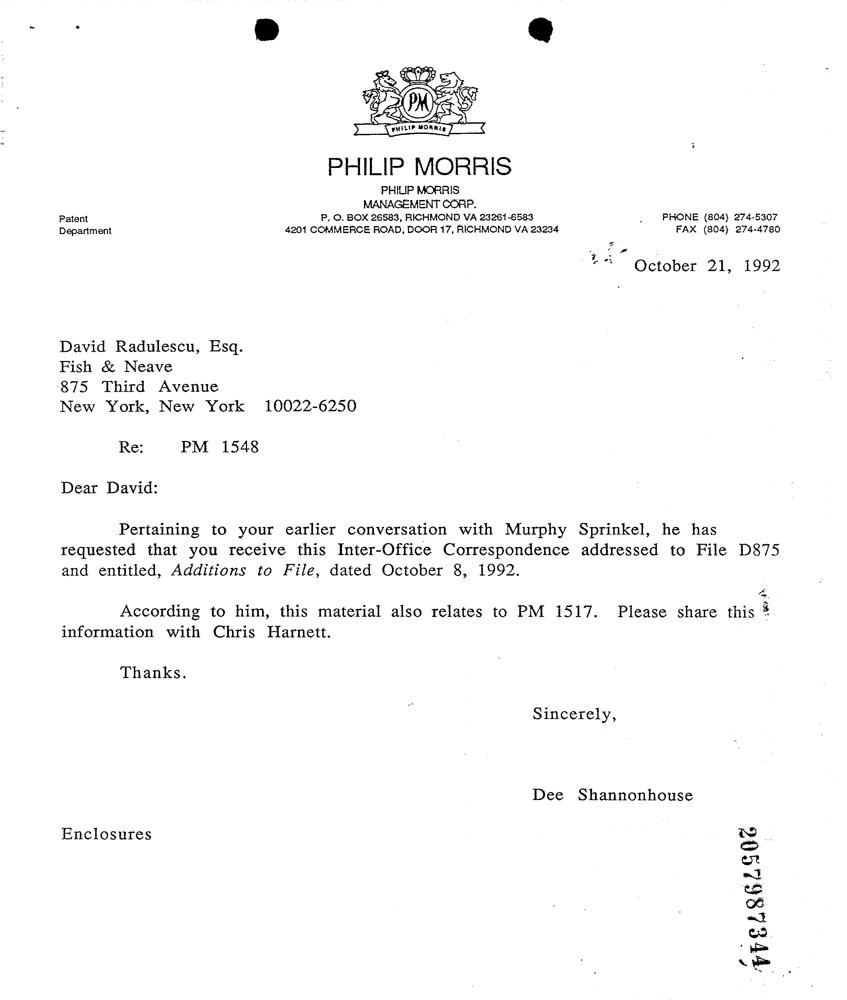 PM
PHILIP MORRIS
PHILIP MORRIS
PHILIP MORRIS
MANAGEMENT CORP.
Patent
Department
P. O. BOX 26583, RICHMOND VA 23261-6583
4201 COMMERCE ROAD, DOOR 17, RICHMOND VA 23234
PHONE (804) 274-5307
FAX (804) 274-4780
October 21, 1992
David Radulescu, Esq.
Fish & Neave
875 Third Avenue
New York, New York 10022-6250
Re: PM 1548
Dear David:
Pertaining to your earlier conversation with Murphy Sprinkel, he has
requested that you receive this Inter-Office Correspondence addressed to File D875
and entitled, Additions to File, dated October 8, 1992.
According to him, this material also relates to PM 1517. Please share this
information with Chris Harnett.
Thanks.
Sincerely,
Dee Shannonhouse
Enclosures
2057987344